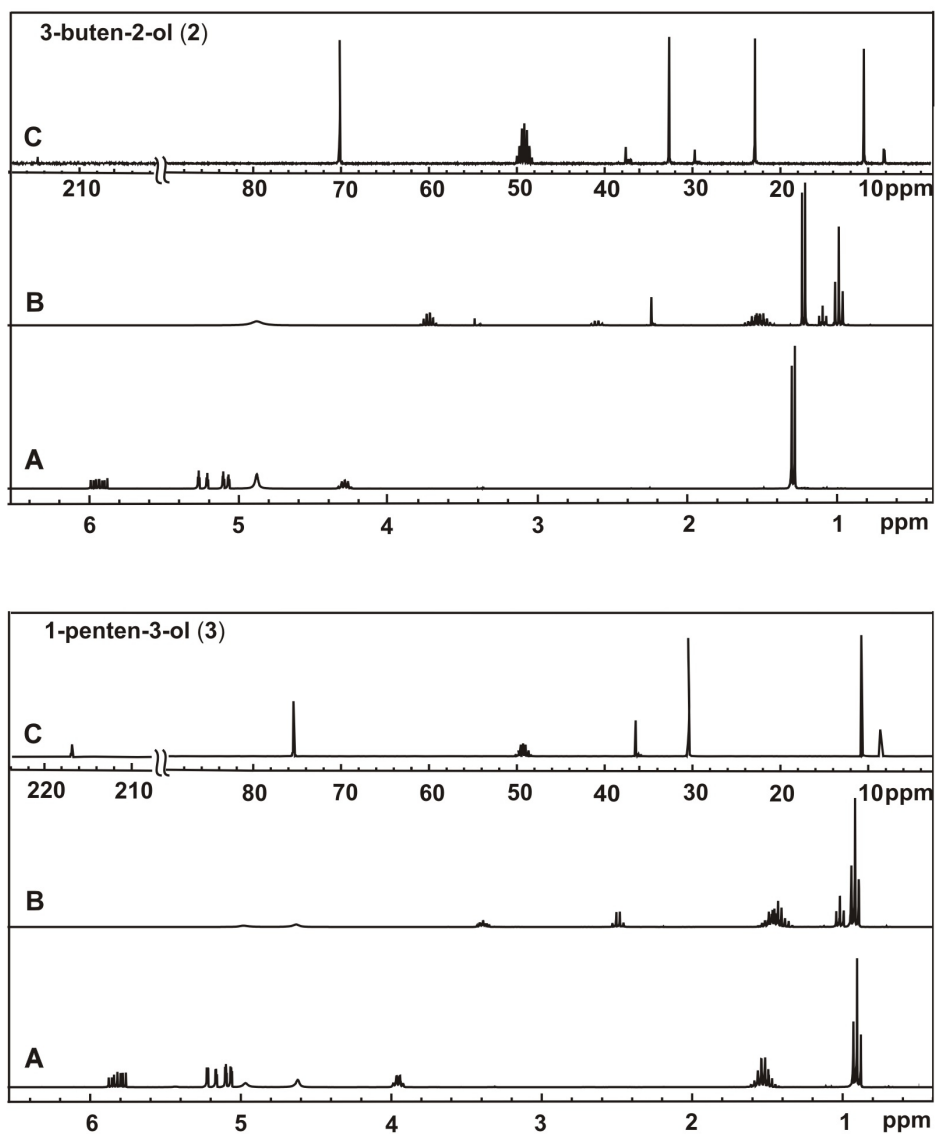 3-buten-2-ol (2)
C
210 80 70 60 50 40 30 20 10ppm
B
A
6 5 4 3 2 1 ppm
1-penten-3-ol (3)
C
220 210 80 70 60 50 40 30 20 10ppm
B
A
6 5 4 3 2 1 ppm